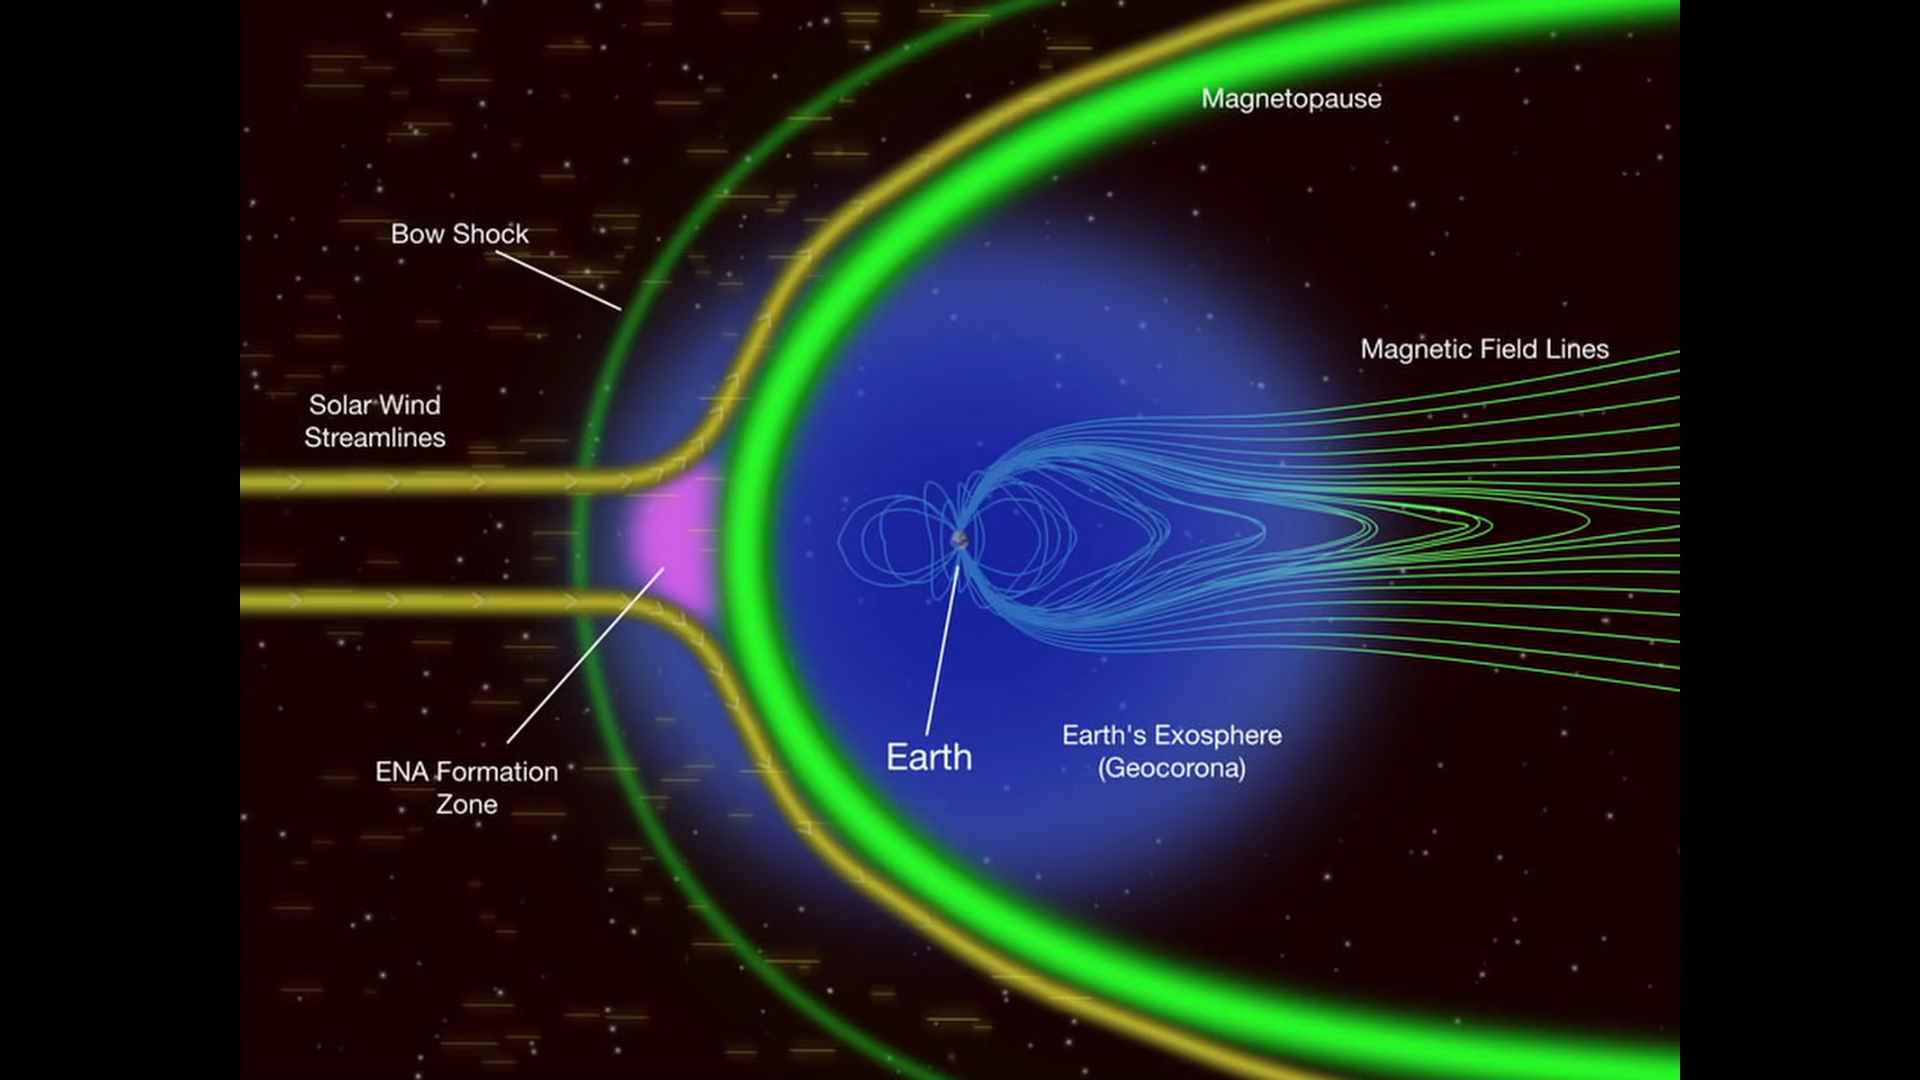 Magnetopause
Bow Shock
Magnetic Field Lines
Solar Wind
Streamlines
Earth's Exosphere
(Geocorona)
Earth
ENA Formation
Zone